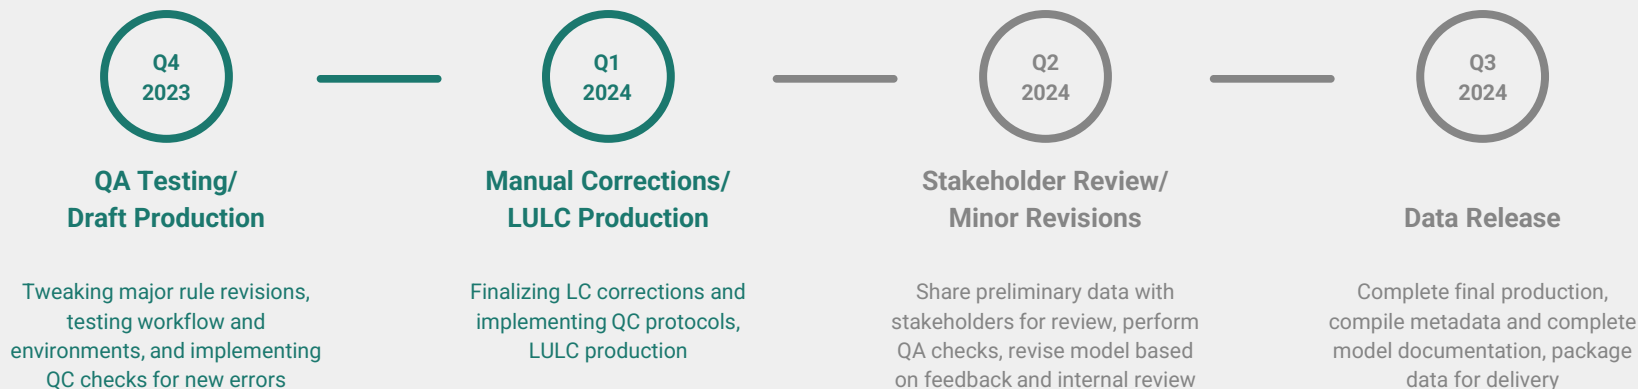 Q4
2023
QA Testing/
Draft Production
Tweaking major rule revisions,
testing workflow and
environments, and implementing
QC checks for new errors
Q1
2024
Manual Corrections/
LULC Production
Finalizing LC corrections and
implementing QC protocols,
LULC production
Q2
2024
Stakeholder Review/
Minor Revisions
Share preliminary data with
stakeholders for review, perform
QA checks, revise model based
on feedback and internal review
Q3
2024
Data Release
Complete final production,
compile metadata and complete
model documentation, package
data for delivery